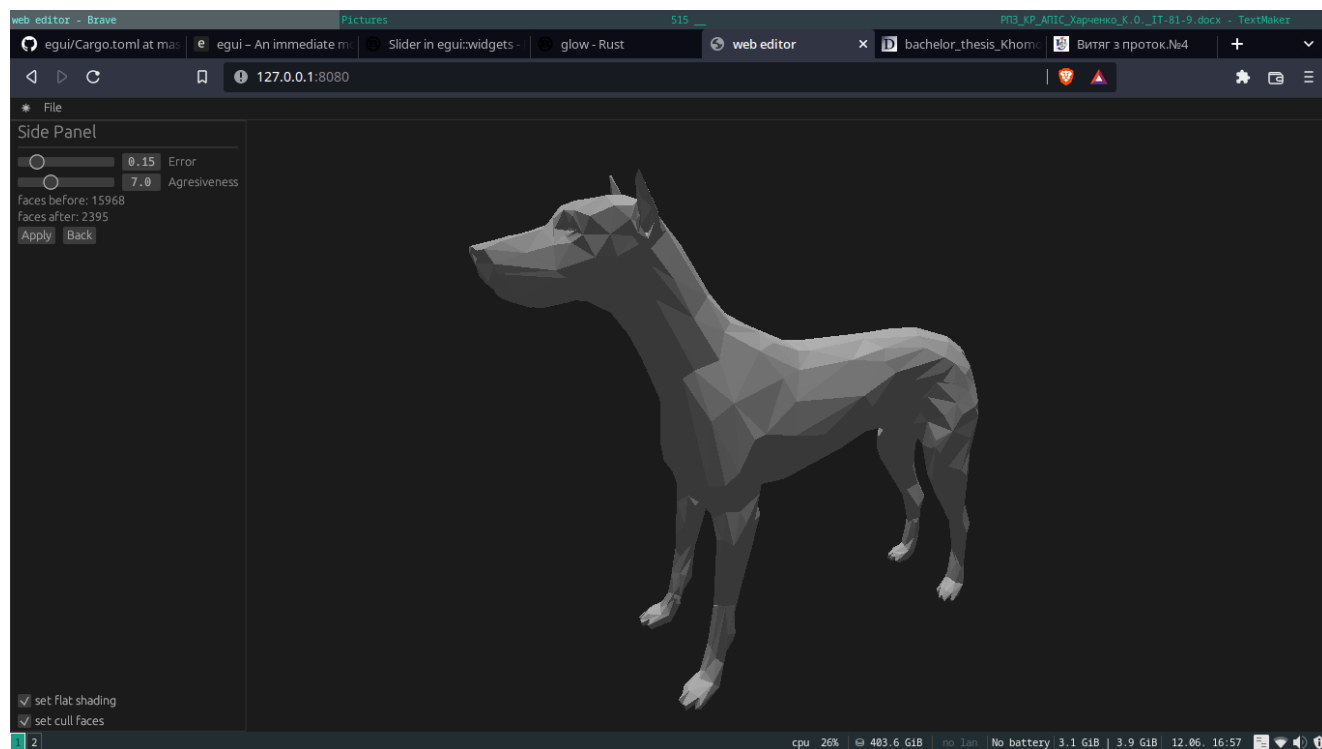 web editor - Brave Pictures 515 __ РПЗ_КР_АПІС_Харченко_К.О._ІТ-81-9.docx - TextMaker
egui/Cargo.toml at mas egui – An immediate mo Slider in egui::widgets - glow - Rust web editor D bachelor_thesis_Khomo Витяг з проток.№4
127.0.0.1:8080
File
Side Panel
0.15 Error
7.0 Agresiveness
faces before: 15968
faces after: 2395
Apply Back
set flat shading
set cull faces
1 2 cpu 26% 403.6 GiB no lan No battery 3.1 GiB | 3.9 GiB 12.06. 16:57